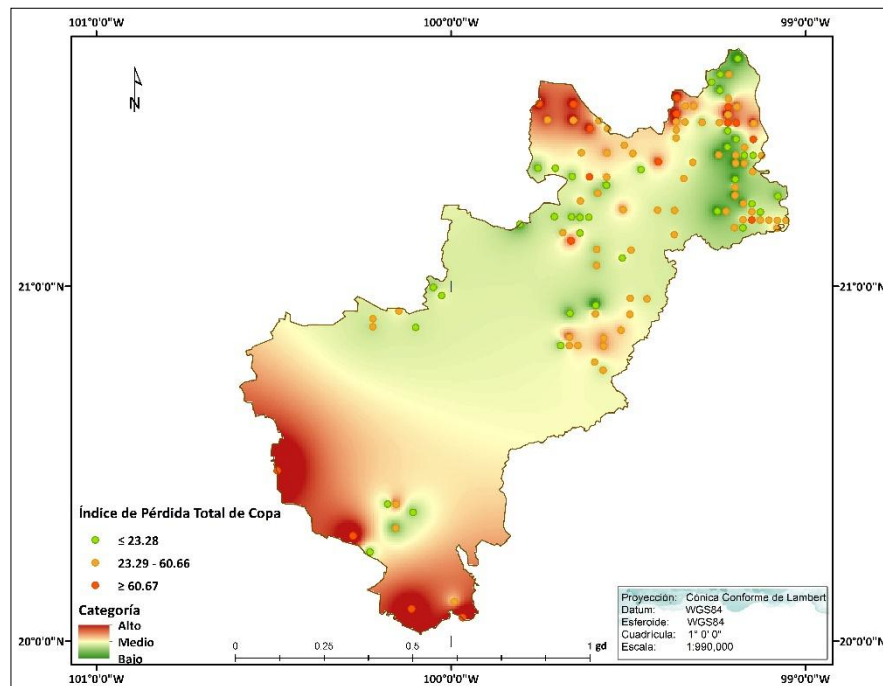 101°0'0"W
100°0'0"W
99°0'0"W
N
21°0'0"N
21°0'0"N
Índice de Pérdida Total de Copa
≤ 23.28
23.29 - 60.66
≥ 60.67
Categoría
Alto
Medio
Bajo
Proyección: Cónica Conforme de Lambert
Datum: WGS84
Esferoide: WGS84
Cuadrícula: 1° 0' 0"
Escala: 1:990,000
20°0'0"N
20°0'0"N
0 0.25 0.5 1 gd
101°0'0"W
100°0'0"W
99°0'0"W